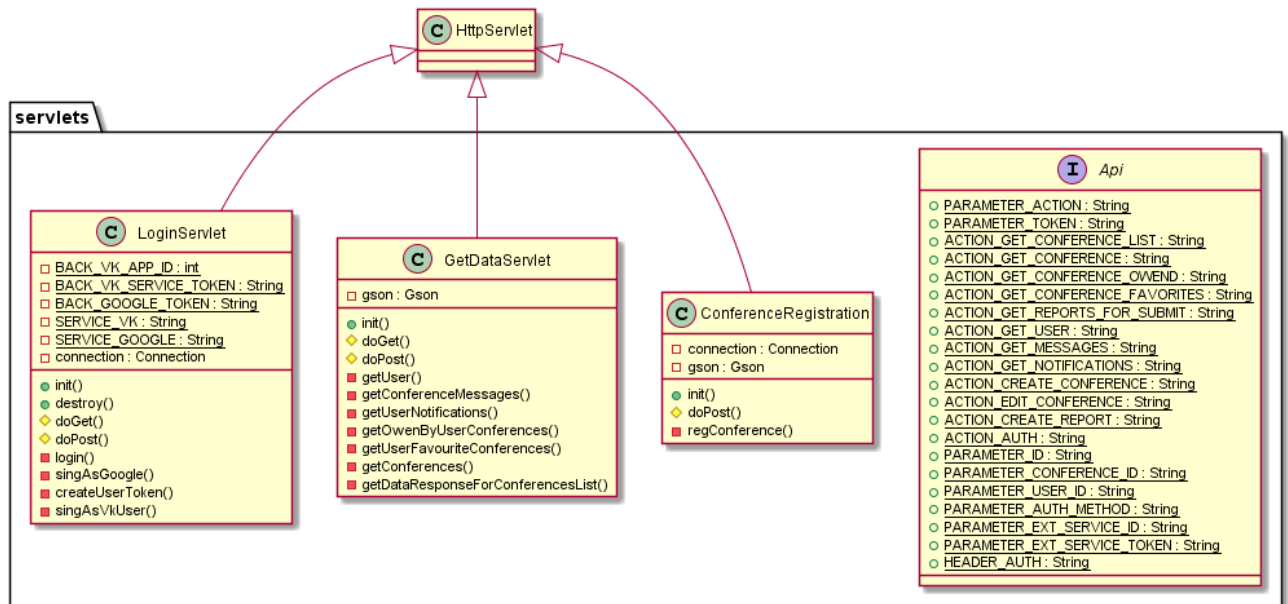 C HttpServlet
servlets
C LoginServlet
BACK_VK_APP_ID : int
BACK_VK_SERVICE_TOKEN : String
BACK_GOOGLE_TOKEN : String
SERVICE_VK : String
SERVICE_GOOGLE : String
connection : Connection
init()
destroy()
doGet()
doPost()
login()
singAsGoogle()
createUserToken()
singAsVkUser()
C GetDataServlet
gson : Gson
init()
doGet()
doPost()
getUser()
getConferenceMessages()
getUserNotifications()
getOwenByUserConferences()
getUserFavouriteConferences()
getConferences()
getDataResponseForConferencesList()
C ConferenceRegistration
connection : Connection
gson : Gson
init()
doPost()
regConference()
I Api
PARAMETER_ACTION : String
PARAMETER_TOKEN : String
ACTION_GET_CONFERENCE_LIST : String
ACTION_GET_CONFERENCE : String
ACTION_GET_CONFERENCE_OWEND : String
ACTION_GET_CONFERENCE_FAVORITES : String
ACTION_GET_REPORTS_FOR_SUBMIT : String
ACTION_GET_USER : String
ACTION_GET_MESSAGES : String
ACTION_GET_NOTIFICATIONS : String
ACTION_CREATE_CONFERENCE : String
ACTION_EDIT_CONFERENCE : String
ACTION_CREATE_REPORT : String
ACTION_AUTH : String
PARAMETER_ID : String
PARAMETER_CONFERENCE_ID : String
PARAMETER_USER_ID : String
PARAMETER_AUTH_METHOD : String
PARAMETER_EXT_SERVICE_ID : String
PARAMETER_EXT_SERVICE_TOKEN : String
HEADER_AUTH : String